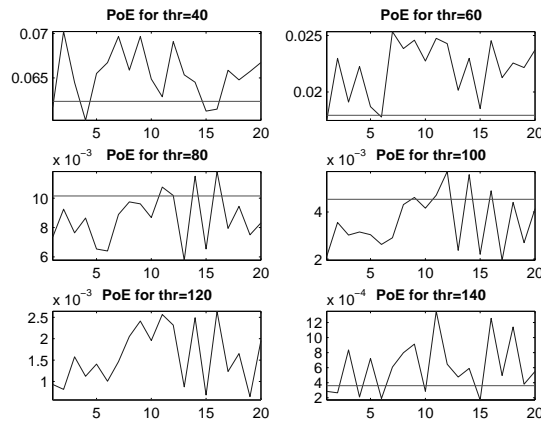 PoE for thr=40
0.07
0.065
5 10 15 20
PoE for thr=60
0.025
0.02
5 10 15 20
x 10⁻³
PoE for thr=80
10
8
6
5 10 15 20
x 10⁻³
PoE for thr=100
4
2
5 10 15 20
x 10⁻³
PoE for thr=120
2.5
2
1.5
1
5 10 15 20
x 10⁻⁴
PoE for thr=140
12
10
8
6
4
2
5 10 15 20